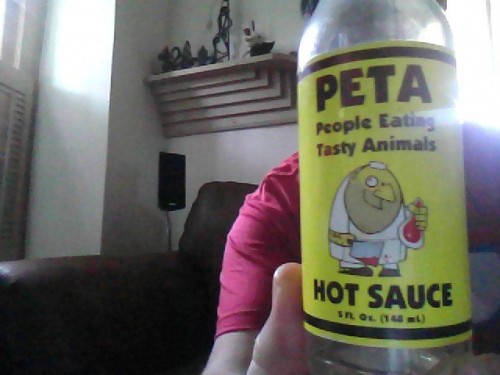 PETA
People Eating
Tasty Animals
HOT SAUCE
5 FL. Oz. (148 mL)